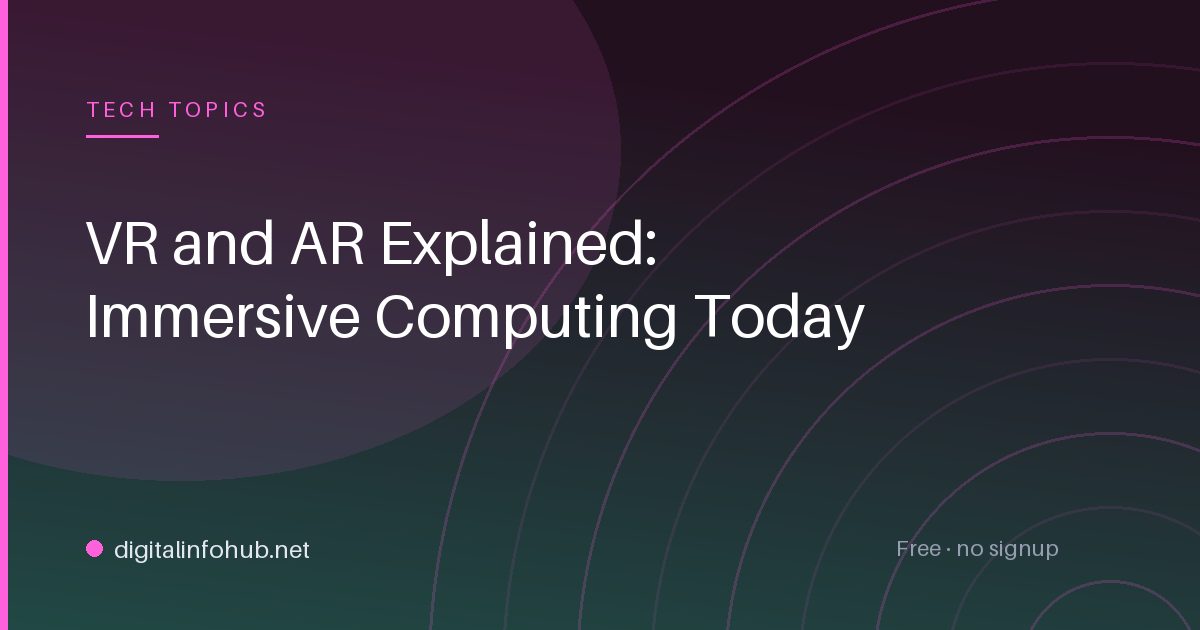 TECH TOPICS
VR and AR Explained:
Immersive Computing Today
digitalinfohub.net
Free · no signup